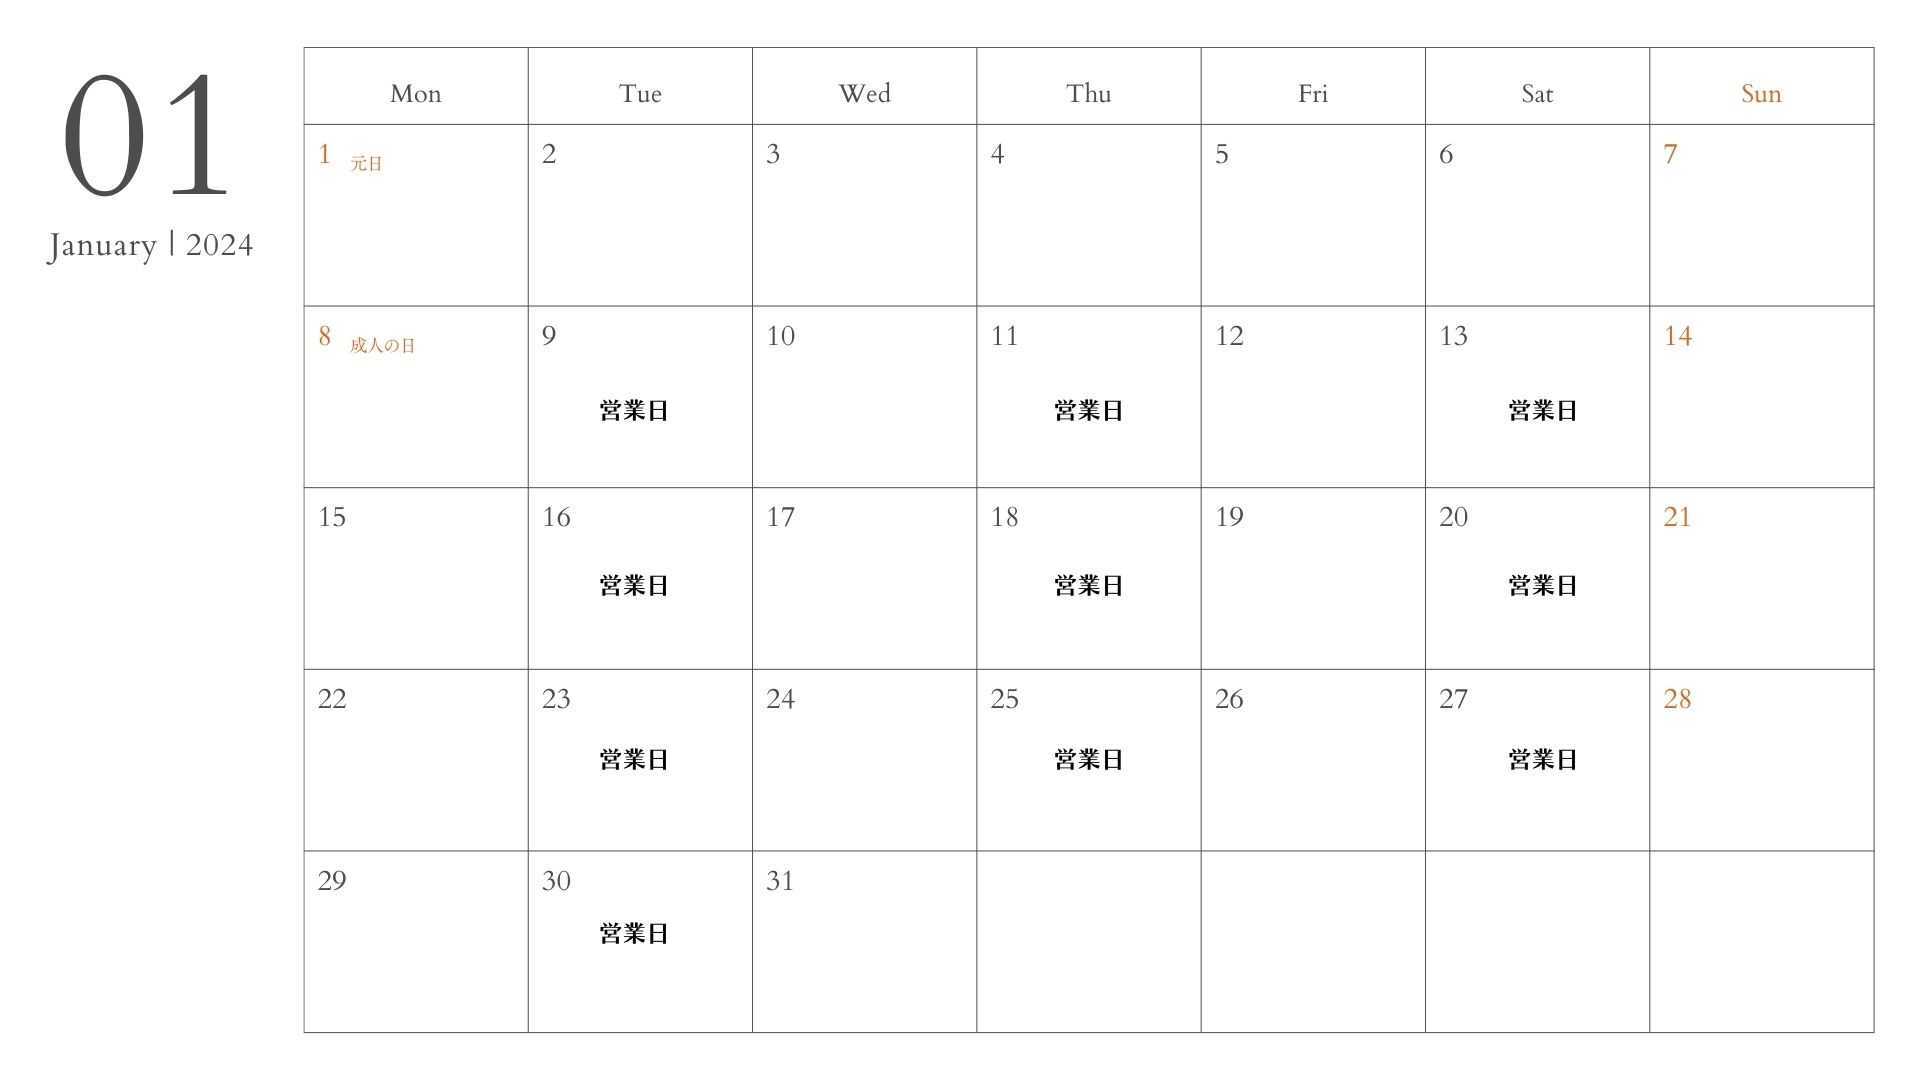 01
January | 2024
Mon Tue Wed Thu Fri Sat Sun
1 元日 2 3 4 5 6 7
8 成人の日 9 10 11 12 13 14
営業日 営業日 営業日
15 16 17 18 19 20 21
営業日 営業日 営業日
22 23 24 25 26 27 28
営業日 営業日 営業日
29 30 31
営業日